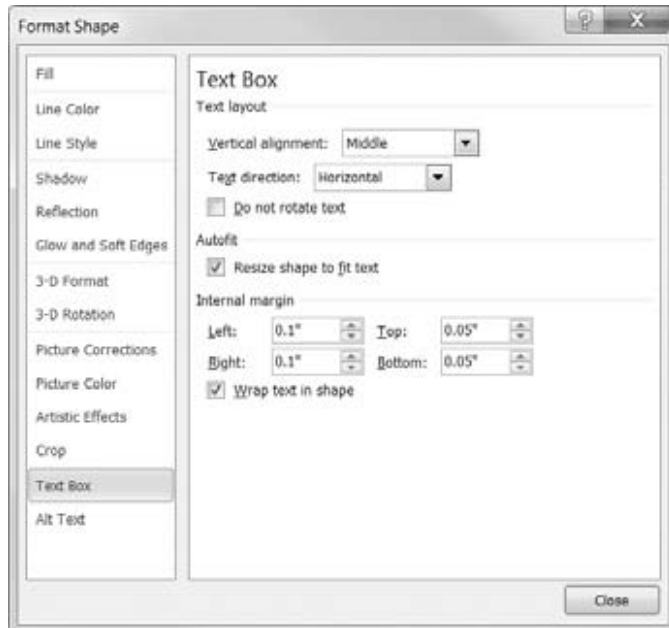 Format Shape
Fill
Line Color
Line Style
Shadow
Reflection
Glow and Soft Edges
3-D Format
3-D Rotation
Picture Corrections
Picture Color
Artistic Effects
Crop
Text Box
Alt Text
Text Box
Text layout
Vertical alignment: Middle
Text direction: Horizontal
Do not rotate text
Autofit
Resize shape to fit text
Internal margin
Left: 0.1" Top: 0.05"
Right: 0.1" Bottom: 0.05"
Wrap text in shape
Close